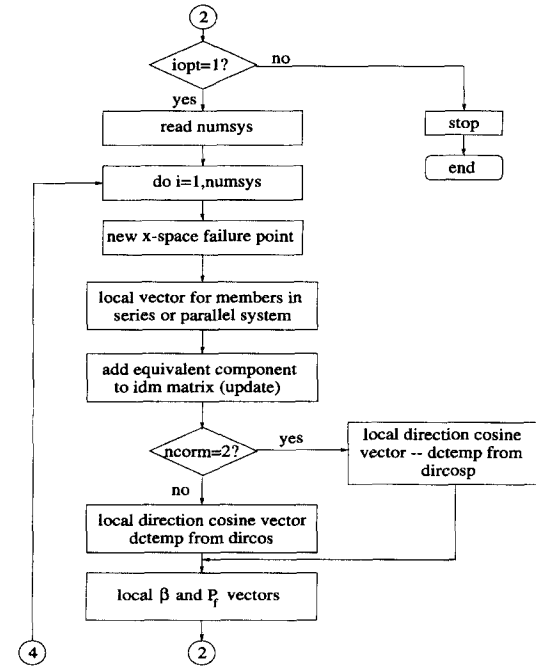 2
iopt=1?
no
yes
read numsys
stop
do i=1,numsys
end
new x-space failure point
local vector for members in
series or parallel system
add equivalent component
to idm matrix (update)
ncorm=2?
yes
local direction cosine
vector -- dctemp from
dircosp
no
local direction cosine vector
dctemp from dircos
local β and Pf vectors
4
2